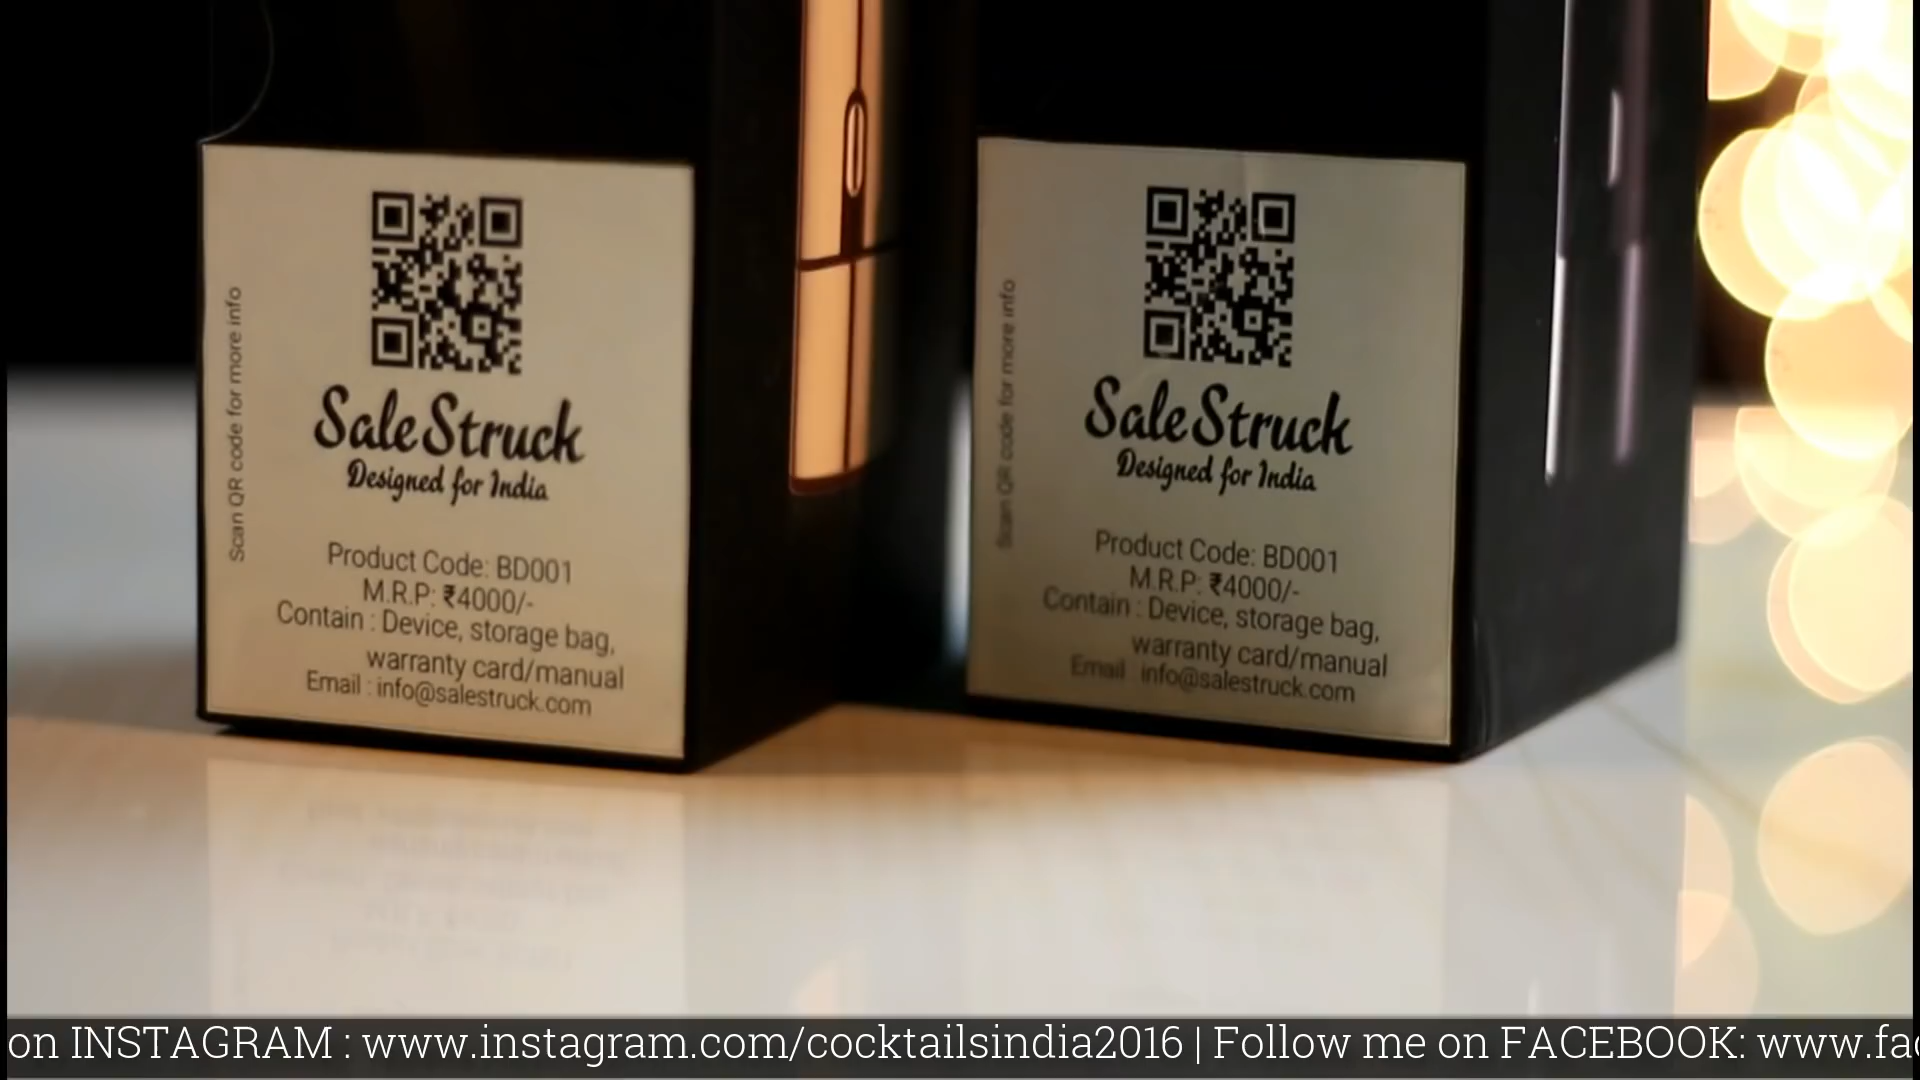 Scan QR code for more info
SaleStruck
Designed for India
Product Code: BD001
M.R.P: ₹4000/-
Contain : Device, storage bag,
warranty card/manual
Email : info@salestruck.com
Scan QR code for more info
SaleStruck
Designed for India
Product Code: BD001
M.R.P: ₹4000/-
Contain : Device, storage bag,
warranty card/manual
Email : info@salestruck.com
on INSTAGRAM : www.instagram.com/cocktailsindia2016 | Follow me on FACEBOOK: www.fac